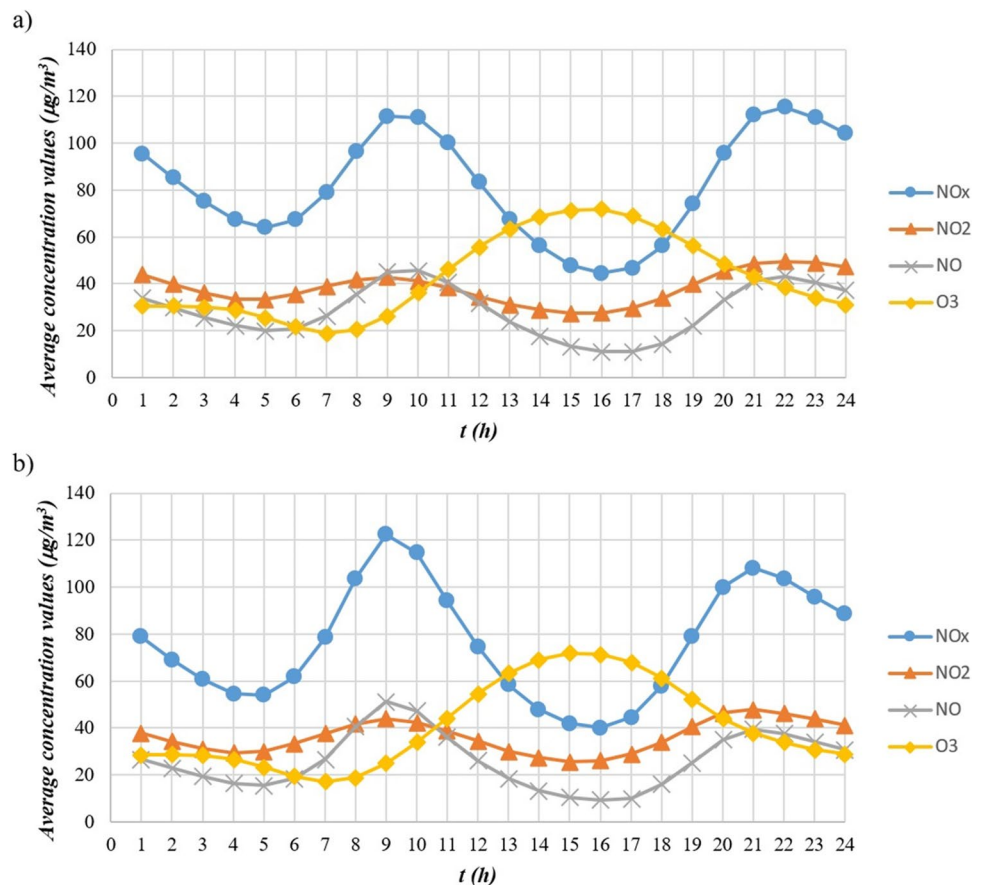 a)
140
120
100
80
60
40
20
0
Average concentration values (µg/m³)
0 1 2 3 4 5 6 7 8 9 10 11 12 13 14 15 16 17 18 19 20 21 22 23 24
t (h)
NOx
NO2
NO
O3
b)
140
120
100
80
60
40
20
0
Average concentration values (µg/m³)
0 1 2 3 4 5 6 7 8 9 10 11 12 13 14 15 16 17 18 19 20 21 22 23 24
t (h)
NOx
NO2
NO
O3